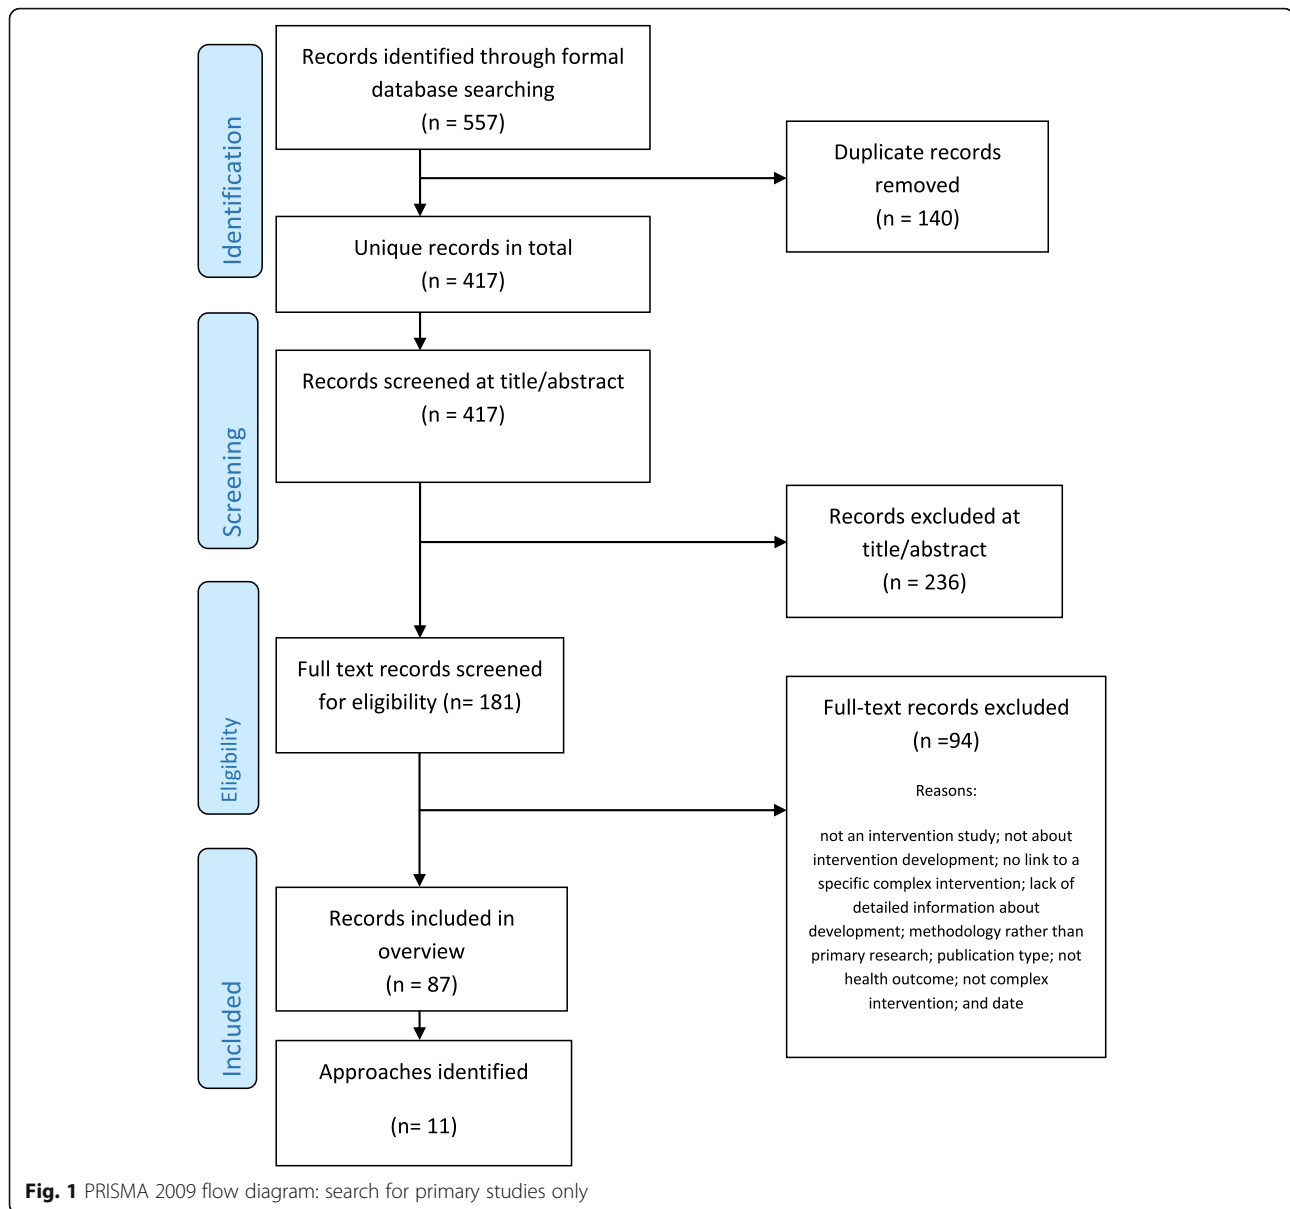 Identification
Records identified through formal
database searching
(n = 557)
Duplicate records
removed
(n = 140)
Unique records in total
(n = 417)
Screening
Records screened at title/abstract
(n = 417)
Records excluded at
title/abstract
(n = 236)
Eligibility
Full text records screened
for eligibility (n= 181)
Full-text records excluded
(n =94)
Reasons:
not an intervention study; not about
intervention development; no link to a
specific complex intervention; lack of
detailed information about
development; methodology rather than
primary research; publication type; not
health outcome; not complex
intervention; and date
Included
Records included in
overview
(n = 87)
Approaches identified
(n= 11)
Fig. 1 PRISMA 2009 flow diagram: search for primary studies only